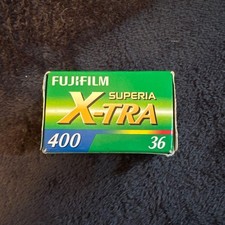 FUJIFILM
SUPERIA
X-TRA
400 36